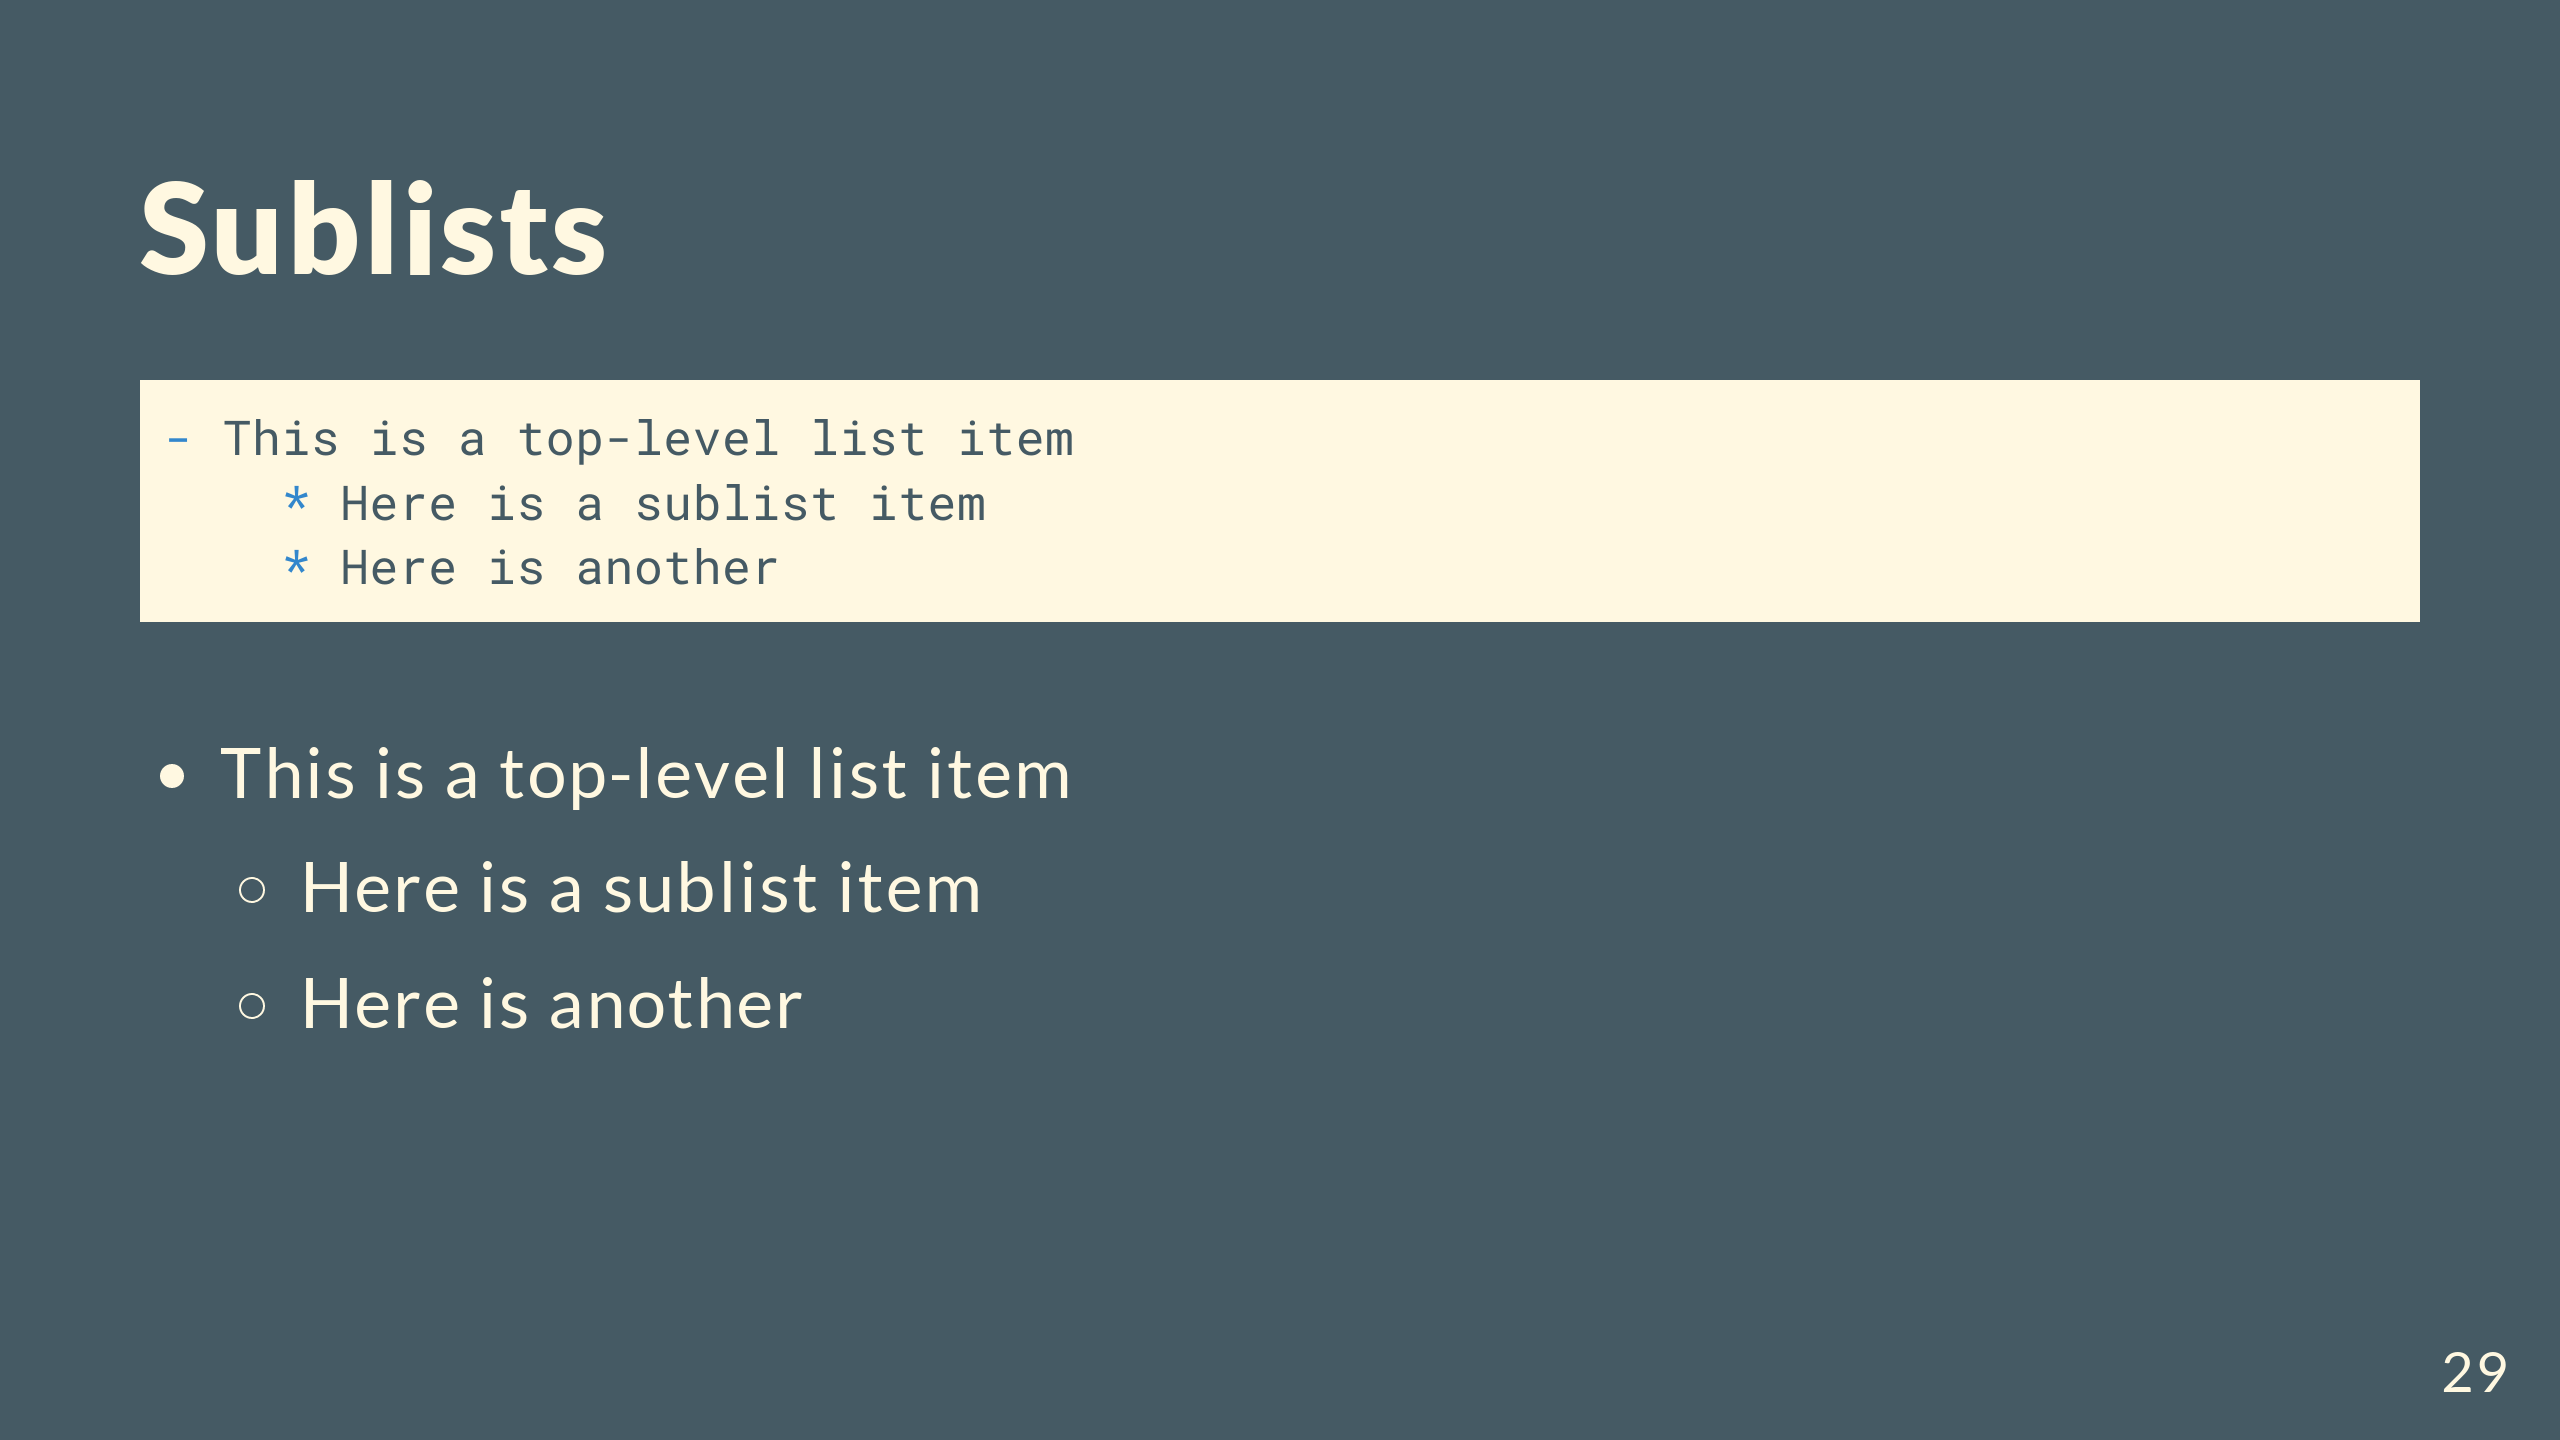 Sublists
- This is a top-level list item
    * Here is a sublist item
    * Here is another
• This is a top-level list item
○ Here is a sublist item
○ Here is another
29